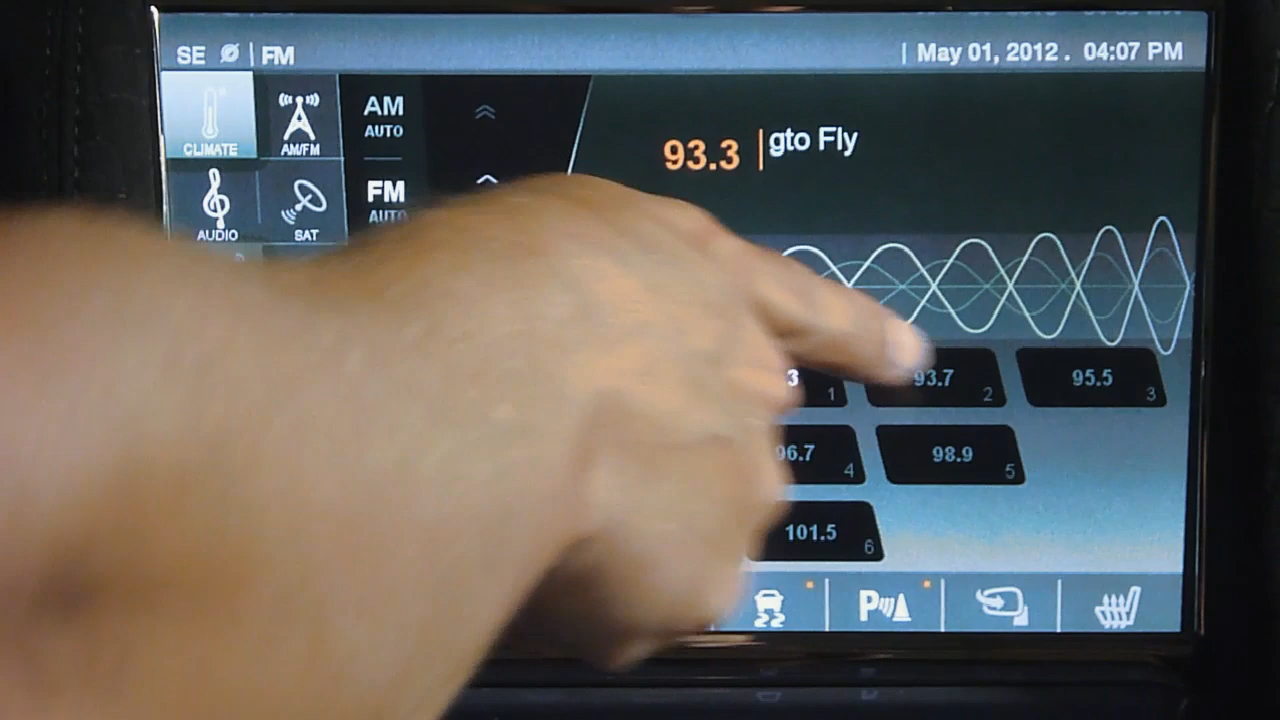 SE FM May 01, 2012 . 04:07 PM
CLIMATE AM/FM
AM
AUTO
93.3 gto Fly
AUDIO SAT
FM
AUTO
3 1 93.7 2 95.5 3
96.7 4 98.9 5
101.5 6
P